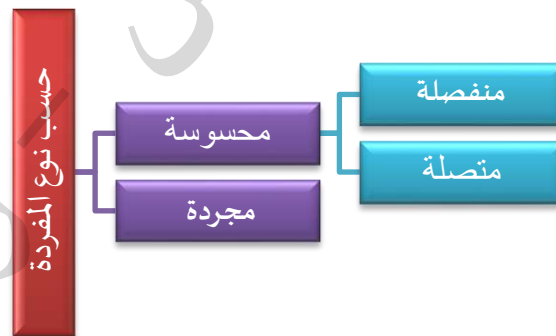 حسب نوع المفردة
محسوسة
مجردة
منفصلة
متصلة